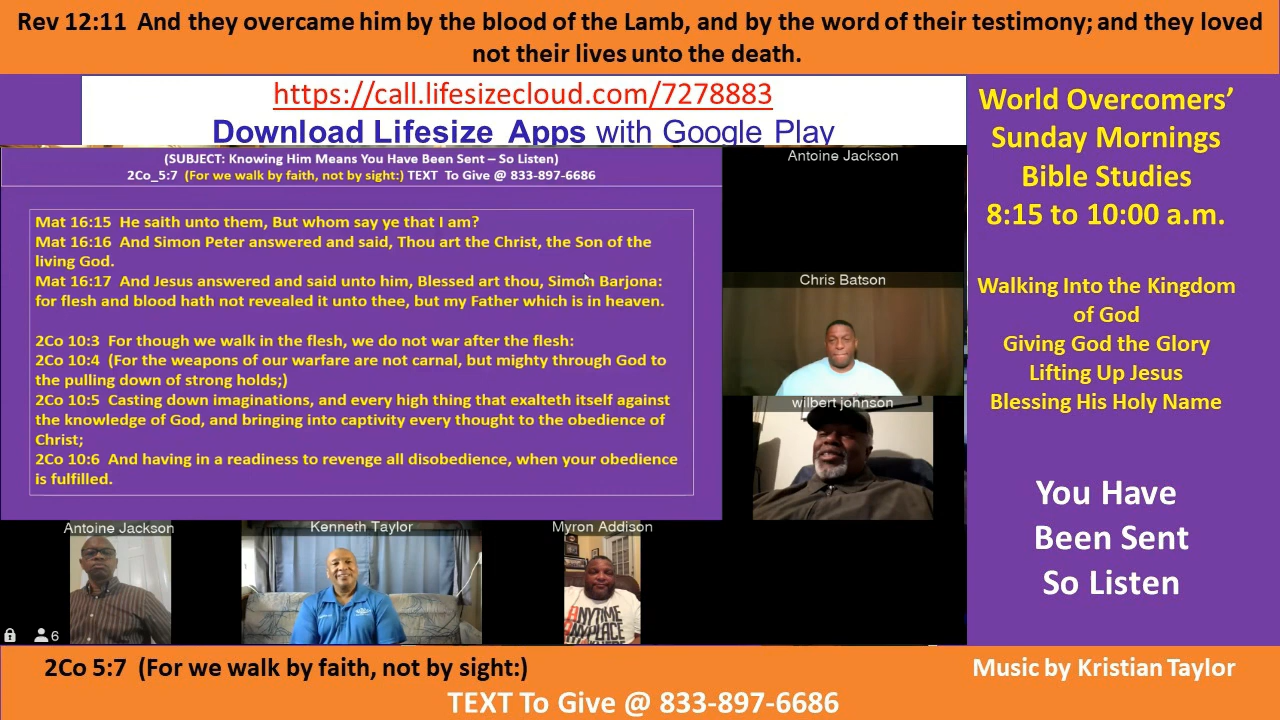 Rev 12:11  And they overcame him by the blood of the Lamb, and by the word of their testimony; and they loved
not their lives unto the death.
https://call.lifesizecloud.com/7278883
Download Lifesize Apps with Google Play
(SUBJECT: Knowing Him Means You Have Been Sent – So Listen)
2Co_5:7  (For we walk by faith, not by sight:) TEXT  To Give @ 833-897-6686
Mat 16:15  He saith unto them, But whom say ye that I am?
Mat 16:16  And Simon Peter answered and said, Thou art the Christ, the Son of the
living God.
Mat 16:17  And Jesus answered and said unto him, Blessed art thou, Simon Barjona:
for flesh and blood hath not revealed it unto thee, but my Father which is in heaven.
2Co 10:3  For though we walk in the flesh, we do not war after the flesh:
2Co 10:4  (For the weapons of our warfare are not carnal, but mighty through God to
the pulling down of strong holds;)
2Co 10:5  Casting down imaginations, and every high thing that exalteth itself against
the knowledge of God, and bringing into captivity every thought to the obedience of
Christ;
2Co 10:6  And having in a readiness to revenge all disobedience, when your obedience
is fulfilled.
Antoine Jackson
Chris Batson
wilbert johnson
Antoine Jackson
Kenneth Taylor
Myron Addison
ANYTIME
ANYPLACE
6
World Overcomers’
Sunday Mornings
Bible Studies
8:15 to 10:00 a.m.
Walking Into the Kingdom
of God
Giving God the Glory
Lifting Up Jesus
Blessing His Holy Name
You Have
Been Sent
So Listen
2Co 5:7  (For we walk by faith, not by sight:)
Music by Kristian Taylor
TEXT To Give @ 833-897-6686